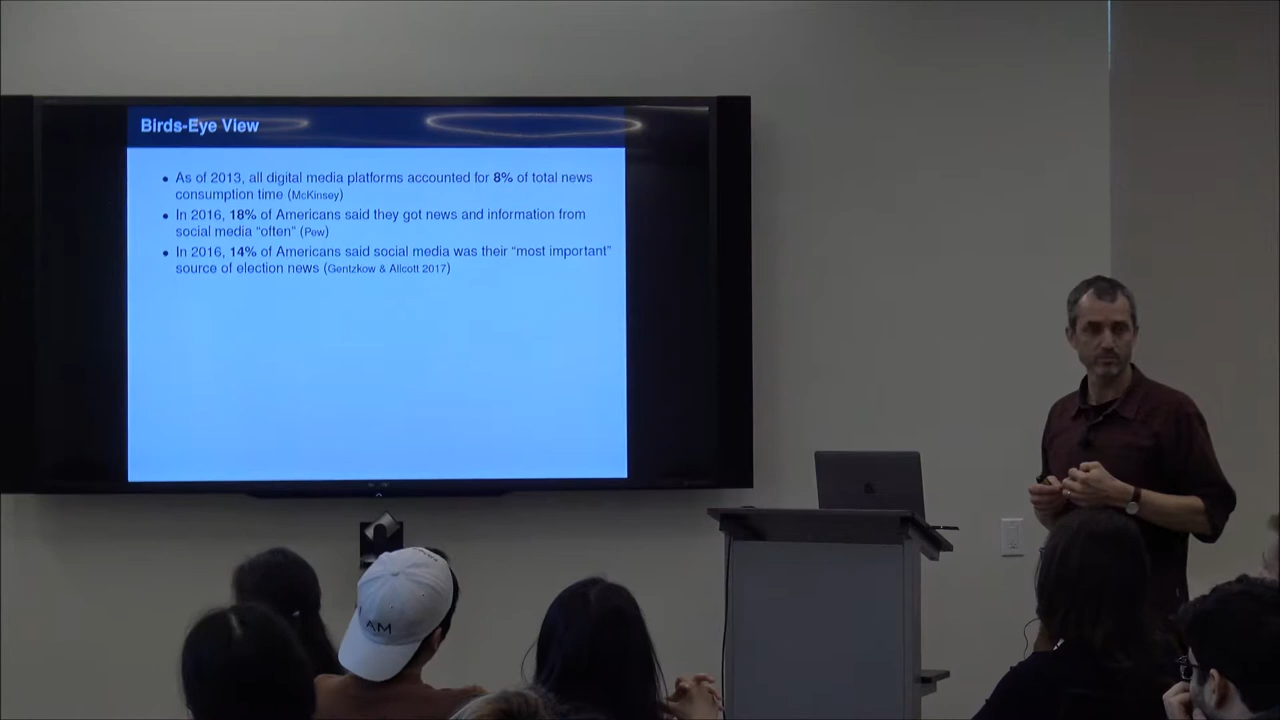 Birds-Eye View
• As of 2013, all digital media platforms accounted for 8% of total news
consumption time (McKinsey)
• In 2016, 18% of Americans said they got news and information from
social media “often” (Pew)
• In 2016, 14% of Americans said social media was their “most important”
source of election news (Gentzkow & Allcott 2017)
I AM